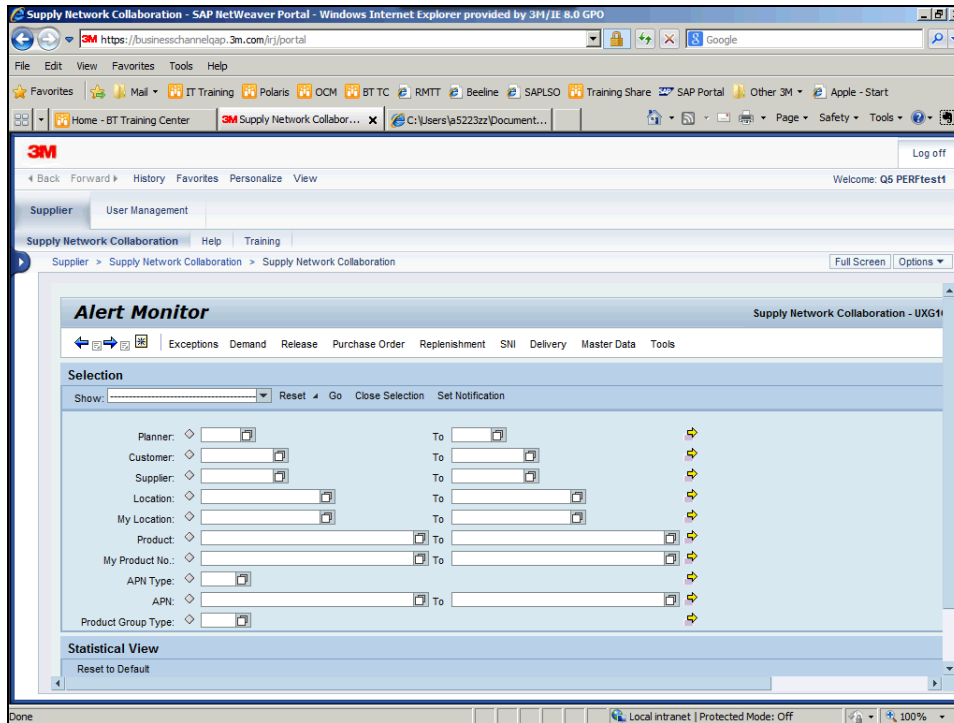 Supply Network Collaboration - SAP NetWeaver Portal - Windows Internet Explorer provided by 3M/IE 8.0 GPO
3M https://businesschannelqap.3m.com/irj/portal
Google
File Edit View Favorites Tools Help
Favorites Mail IT Training Polaris OCM BT TC RMTT Beeline SAPLSO Training Share SAP Portal Other 3M Apple - Start
Home - BT Training Center 3M Supply Network Collabor... X C:\Users\a5223zz\Document... Page Safety Tools
3M
Log off
Back Forward History Favorites Personalize View Welcome: Q5 PERFtest1
Supplier User Management
Supply Network Collaboration Help Training
Supplier > Supply Network Collaboration > Supply Network Collaboration Full Screen Options
Alert Monitor Supply Network Collaboration - UXG1
Exceptions Demand Release Purchase Order Replenishment SNI Delivery Master Data Tools
Selection
Show: Reset Go Close Selection Set Notification
Planner: To
Customer: To
Supplier: To
Location: To
My Location: To
Product: To
My Product No.: To
APN Type:
APN: To
Product Group Type:
Statistical View
Reset to Default
Done Local intranet | Protected Mode: Off 100%